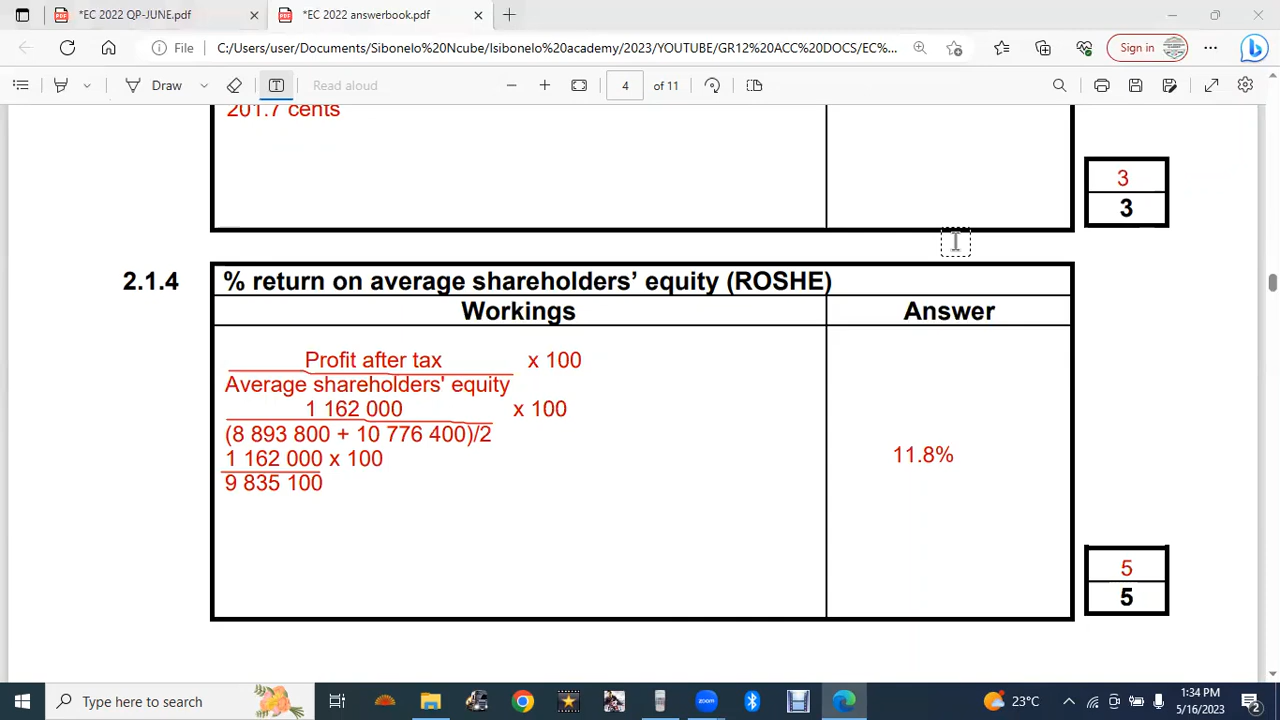 *EC 2022 QP-JUNE.pdf
*EC 2022 answerbook.pdf
File C:/Users/user/Documents/Sibonelo%20Ncube/Isibonelo%20academy/2023/YOUTUBE/GR12%20ACC%20DOCS/EC%... Sign in
Draw Read aloud 4 of 11
201.7 cents
3
3
2.1.4 % return on average shareholders' equity (ROSHE)
Workings Answer
Profit after tax x 100
Average shareholders' equity
1 162 000 x 100
(8 893 800 + 10 776 400)/2
1 162 000 x 100 11.8%
9 835 100
5
5
Type here to search 23°C 1:34 PM
5/16/2023 2